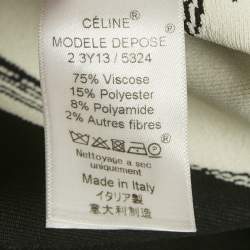 CÉLINE
MODELE DEPOSE
2 3Y13 / 5324
75% Viscose
15% Polyester
8% Polyamide
2% Autres fibres
Nettoyage a sec
uniquement
Made in Italy
イタリア製
意大利制造